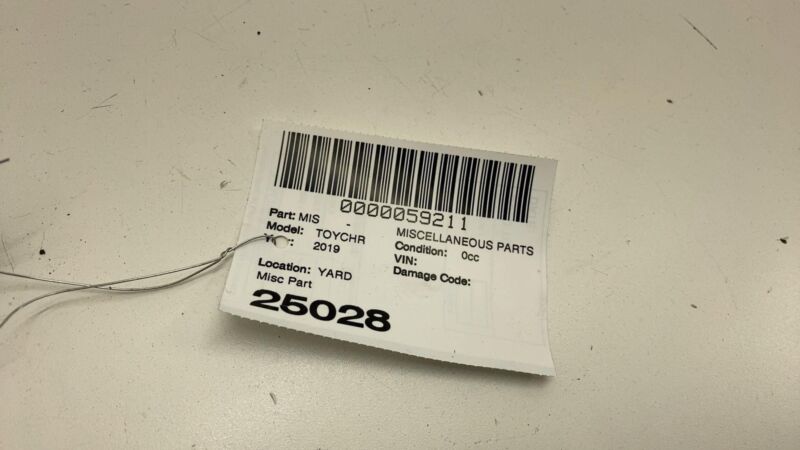 0000059211
Part: MIS - MISCELLANEOUS PARTS
Model: TOYCHR Condition: 0cc
2019 VIN:
Location: YARD Damage Code:
Misc Part
25028